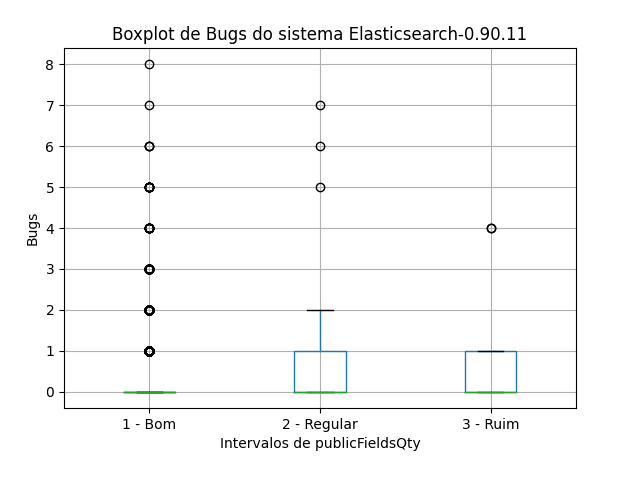 Boxplot de Bugs do sistema Elasticsearch-0.90.11
8
7
6
5
4
3
2
1
0
Bugs
1 - Bom
2 - Regular
3 - Ruim
Intervalos de publicFieldsQty